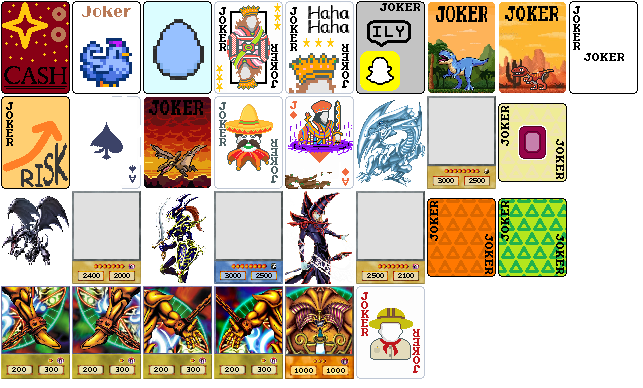 CASH
Joker
JOKER
JOKER
Haha
Haha
JOKER
JOKER
ILY
JOKER
JOKER
JOKER
JOKER
JOKER
JOKER
RISK
A
A
JOKER
JOKER
JOKER
J
A
3000 2500
JOKER
JOKER
2400 2000
3000 2500
2500 2100
JOKER
JOKER
JOKER
JOKER
200 300
200 300
200 300
200 300
1000 1000
JOKER
JOKER